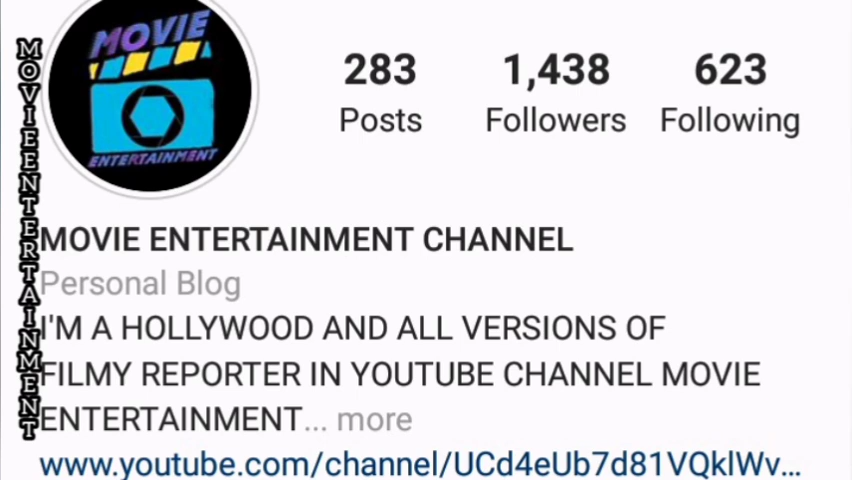 MOVIE
ENTERTAINMENT
283 1,438 623
Posts Followers Following
MOVIE ENTERTAINMENT CHANNEL
Personal Blog
I'M A HOLLYWOOD AND ALL VERSIONS OF
FILMY REPORTER IN YOUTUBE CHANNEL MOVIE
ENTERTAINMENT... more
www.youtube.com/channel/UCd4eUb7d81VQklWv...
MOVIEENTERTAINMENT